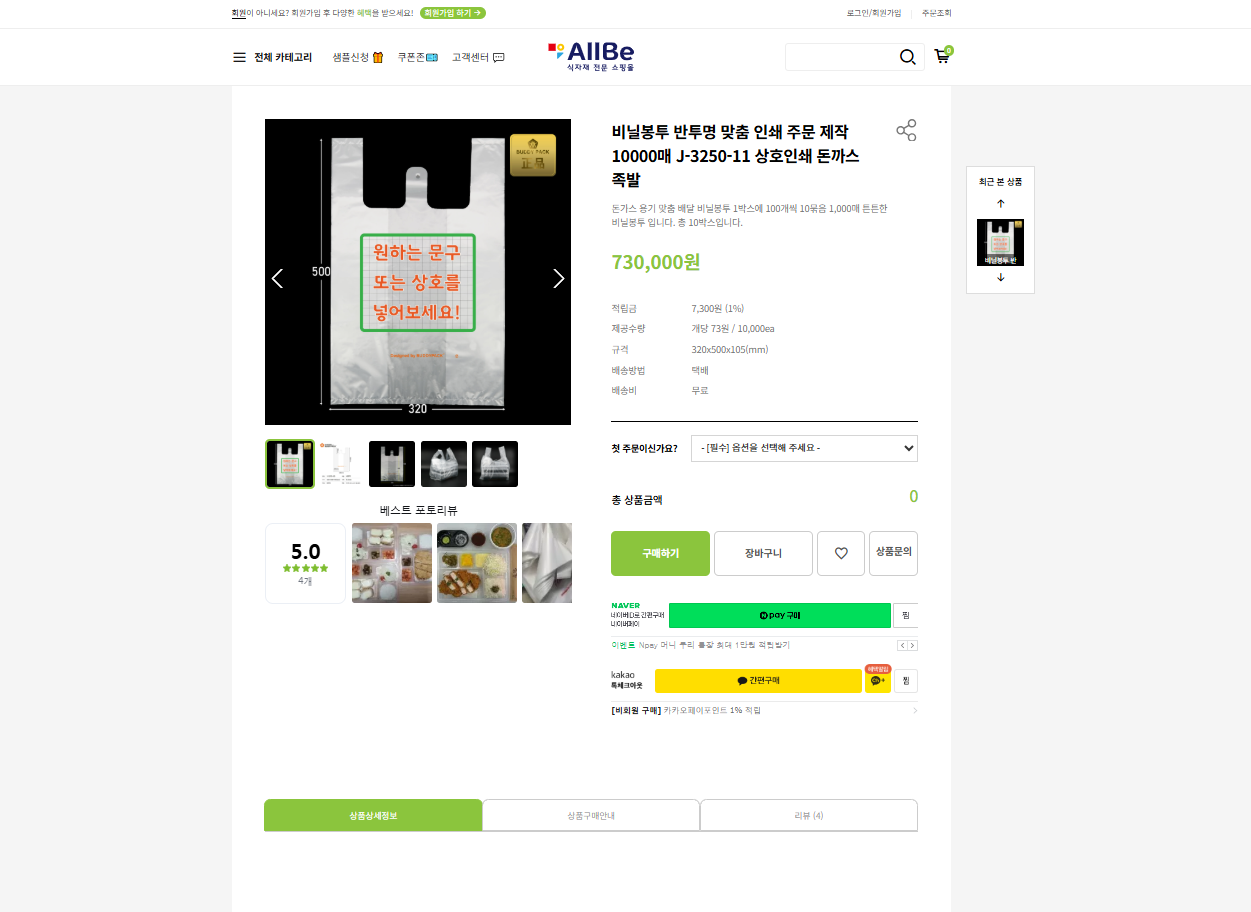 회원이 아니세요? 회원가입 후 다양한 혜택을 받으세요! 회원가입 하기 →
로그인/회원가입 | 주문조회
전체 카테고리 샘플신청 쿠폰존 고객센터
AllBe
식자재 전문 쇼핑몰
0
비닐봉투 반투명 맞춤 인쇄 주문 제작
10000매 J-3250-11 상호인쇄 돈까스
족발
돈가스 용기 맞춤 배달 비닐봉투 1박스에 100개씩 10묶음 1,000매 튼튼한
비닐봉투 입니다. 총 10박스입니다.
730,000원
적립금 7,300원 (1%)
제공수량 개당 73원 / 10,000ea
규격 320x500x105(mm)
배송방법 택배
배송비 무료
첫 주문이신가요? - [필수] 옵션을 선택해 주세요 -
총 상품금액 0
구매하기 장바구니 상품문의
NAVER
네이버ID로 간편구매
네이버페이
N pay 구매 찜
이벤트 Npay 머니 우리 통장 최대 1만원 적립받기
kakao
톡체크아웃
간편구매 혜택알림 Ch+ 찜
[비회원 구매] 카카오페이포인트 1% 적립
BUGGY PACK
正品
원하는 문구
또는 상호를
넣어보세요!
500
320
베스트 포토리뷰
5.0
★★★★★
4개
최근 본 상품
↑
비닐봉투 반
↓
상품상세정보 상품구매안내 리뷰 (4)